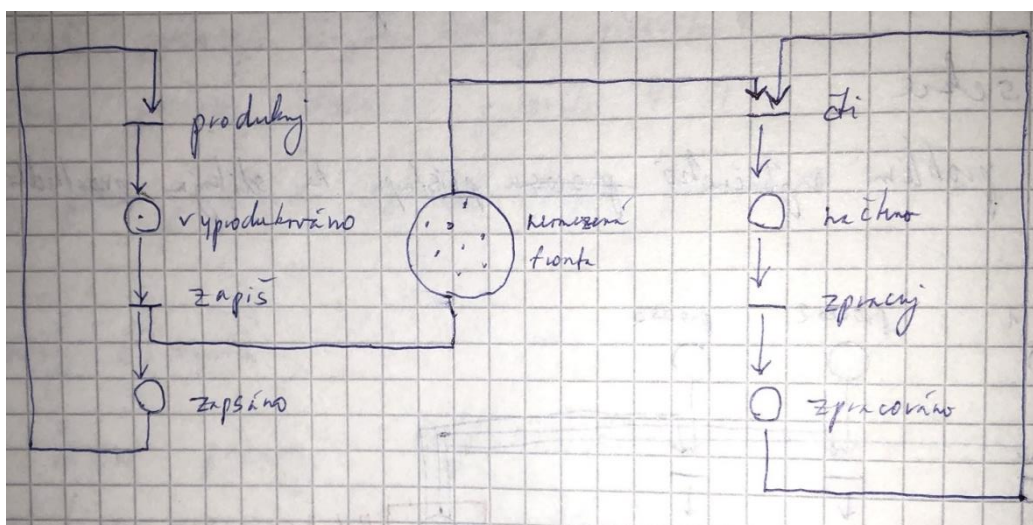 produkuj
vyprodukováno
zapiš
zapsáno
neomezená
fronta
čti
načteno
zpracuj
zpracováno